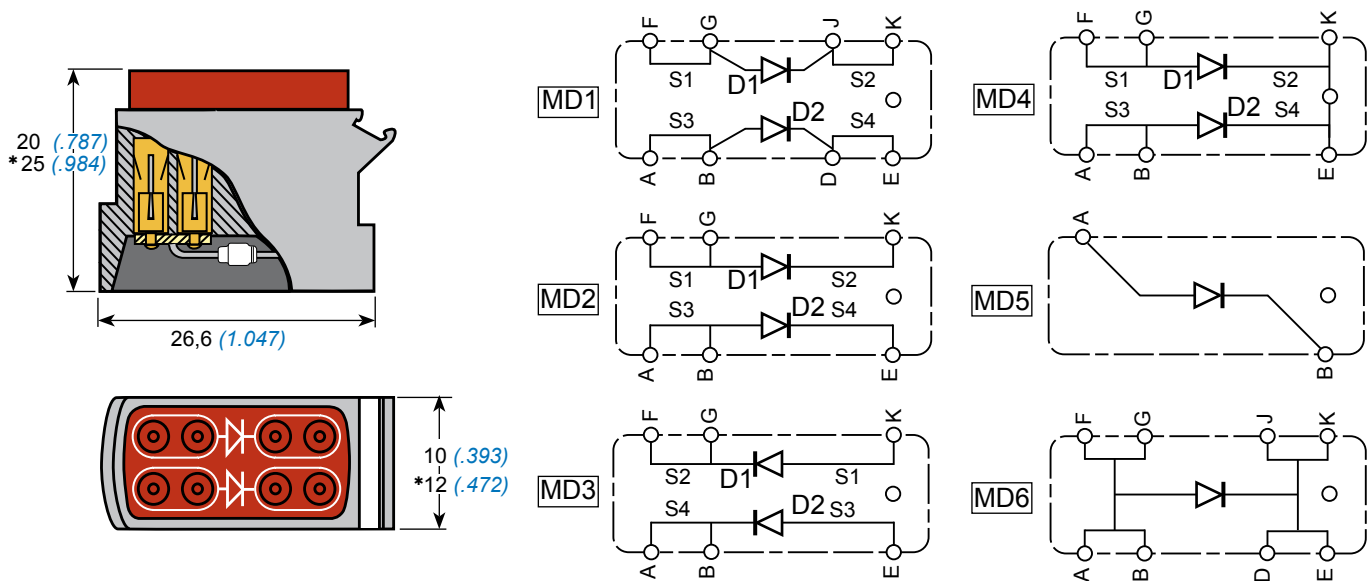 20 (.787)
*25 (.984)
26,6 (1.047)
10 (.393)
*12 (.472)
MD1
F G J K
S1 D1 S2
S3 D2 S4
A B D E
MD2
F G K
S1 D1 S2
S3 D2 S4
A B E
MD3
F G K
S2 D1 S1
S4 D2 S3
A B E
MD4
F G K
S1 D1 S2
S3 D2 S4
A B E
MD5
A
B
MD6
F G J K
A B D E